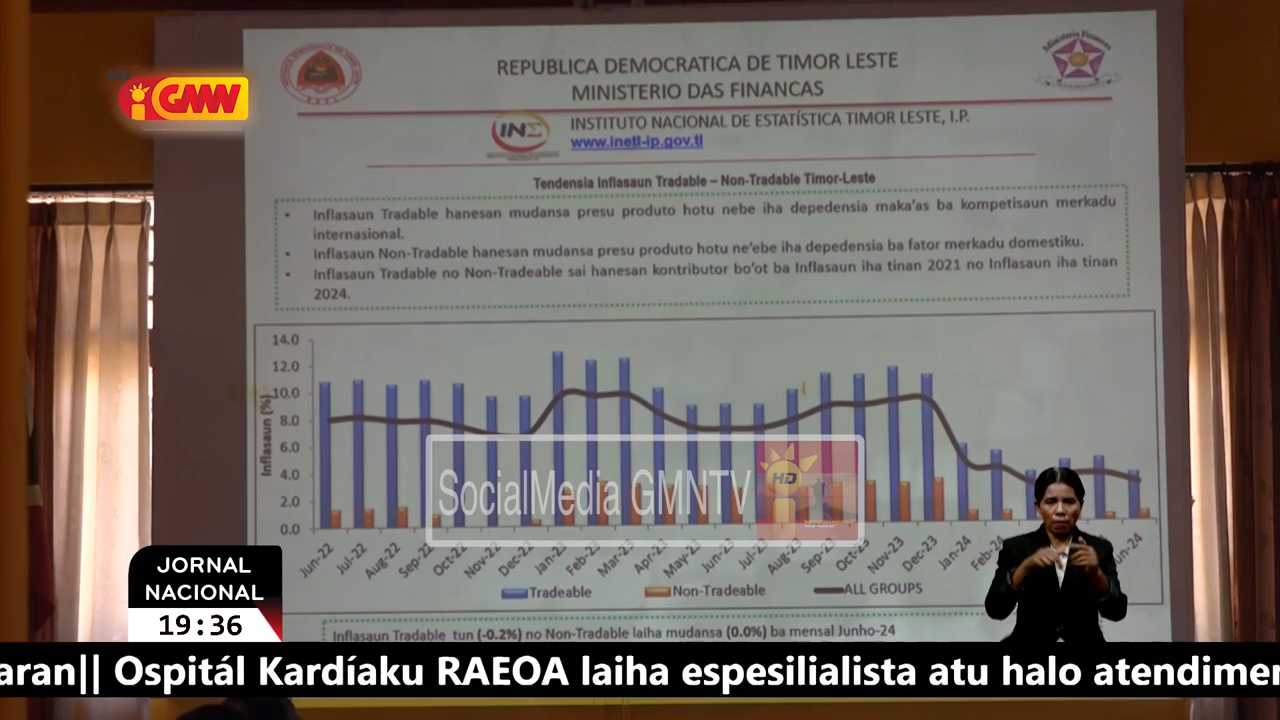 HD
GMN
REPUBLICA DEMOCRATICA DE TIMOR LESTE
MINISTERIO DAS FINANCAS
INE
INSTITUTO NACIONAL DE ESTATÍSTICA TIMOR LESTE, I.P.
www.inetl-ip.gov.tl
Tendensia Inflasaun Tradable – Non-Tradable Timor-Leste
• Inflasaun Tradable hanesan mudansa presu produto hotu nebe iha depedensia maka'as ba kompetisaun merkadu
internasional.
• Inflasaun Non-Tradable hanesan mudansa presu produto hotu ne'ebe iha depedensia ba fator merkadu domestiku.
• Inflasaun Tradable no Non-Tradeable sai hanesan kontributor bo'ot ba Inflasaun iha tinan 2021 no Inflasaun iha tinan
2024.
Inflasaun (%)
14.0
12.0
10.0
8.0
6.0
4.0
2.0
0.0
SocialMedia GMNTV
HD
Jun-22 Jul-22 Aug-22 Sep-22 Oct-22 Nov-22 Dec-22 Jan-23 Feb-23 Mar-23 Apr-23 May-23 Jun-23 Jul-23 Aug-23 Sep-23 Oct-23 Nov-23 Dec-23 Jan-24 Feb-24
Tradeable Non-Tradeable ALL GROUPS
Inflasaun Tradable tun (-0.2%) no Non-Tradable laiha mudansa (0.0%) ba mensal Junho-24
JORNAL
NACIONAL
19:36
aran|| Ospitál Kardíaku RAEOA laiha espesilialista atu halo atendimen